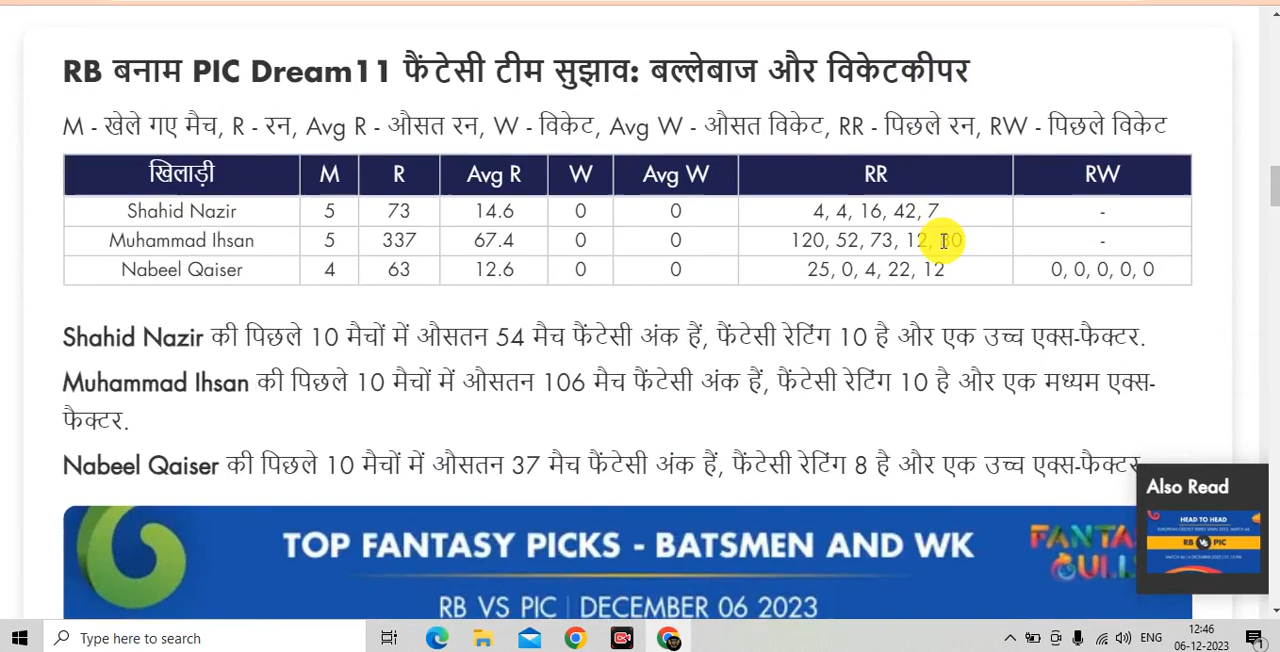 RB बनाम PIC Dream11 फैंटेसी टीम सुझाव: बल्लेबाज और विकेटकीपर
M - खेले गए मैच, R - रन, Avg R - औसत रन, W - विकेट, Avg W - औसत विकेट, RR - पिछले रन, RW - पिछले विकेट
खिलाड़ी M R Avg R W Avg W RR RW
Shahid Nazir 5 73 14.6 0 0 4, 4, 16, 42, 7 -
Muhammad Ihsan 5 337 67.4 0 0 120, 52, 73, 12, -
Nabeel Qaiser 4 63 12.6 0 0 25, 0, 4, 22, 12 0, 0, 0, 0, 0
Shahid Nazir की पिछले 10 मैचों में औसतन 54 मैच फैंटेसी अंक हैं, फैंटेसी रेटिंग 10 है और एक उच्च एक्स-फैक्टर.
Muhammad Ihsan की पिछले 10 मैचों में औसतन 106 मैच फैंटेसी अंक हैं, फैंटेसी रेटिंग 10 है और एक मध्यम एक्स-
फैक्टर.
Nabeel Qaiser की पिछले 10 मैचों में औसतन 37 मैच फैंटेसी अंक हैं, फैंटेसी रेटिंग 8 है और एक उच्च एक्स-फैक्टर
Also Read
HEAD TO HEAD
RB VS PIC
TOP FANTASY PICKS - BATSMEN AND WK
RB VS PIC | DECEMBER 06 2023
Type here to search
ENG
12:46
06-12-2023